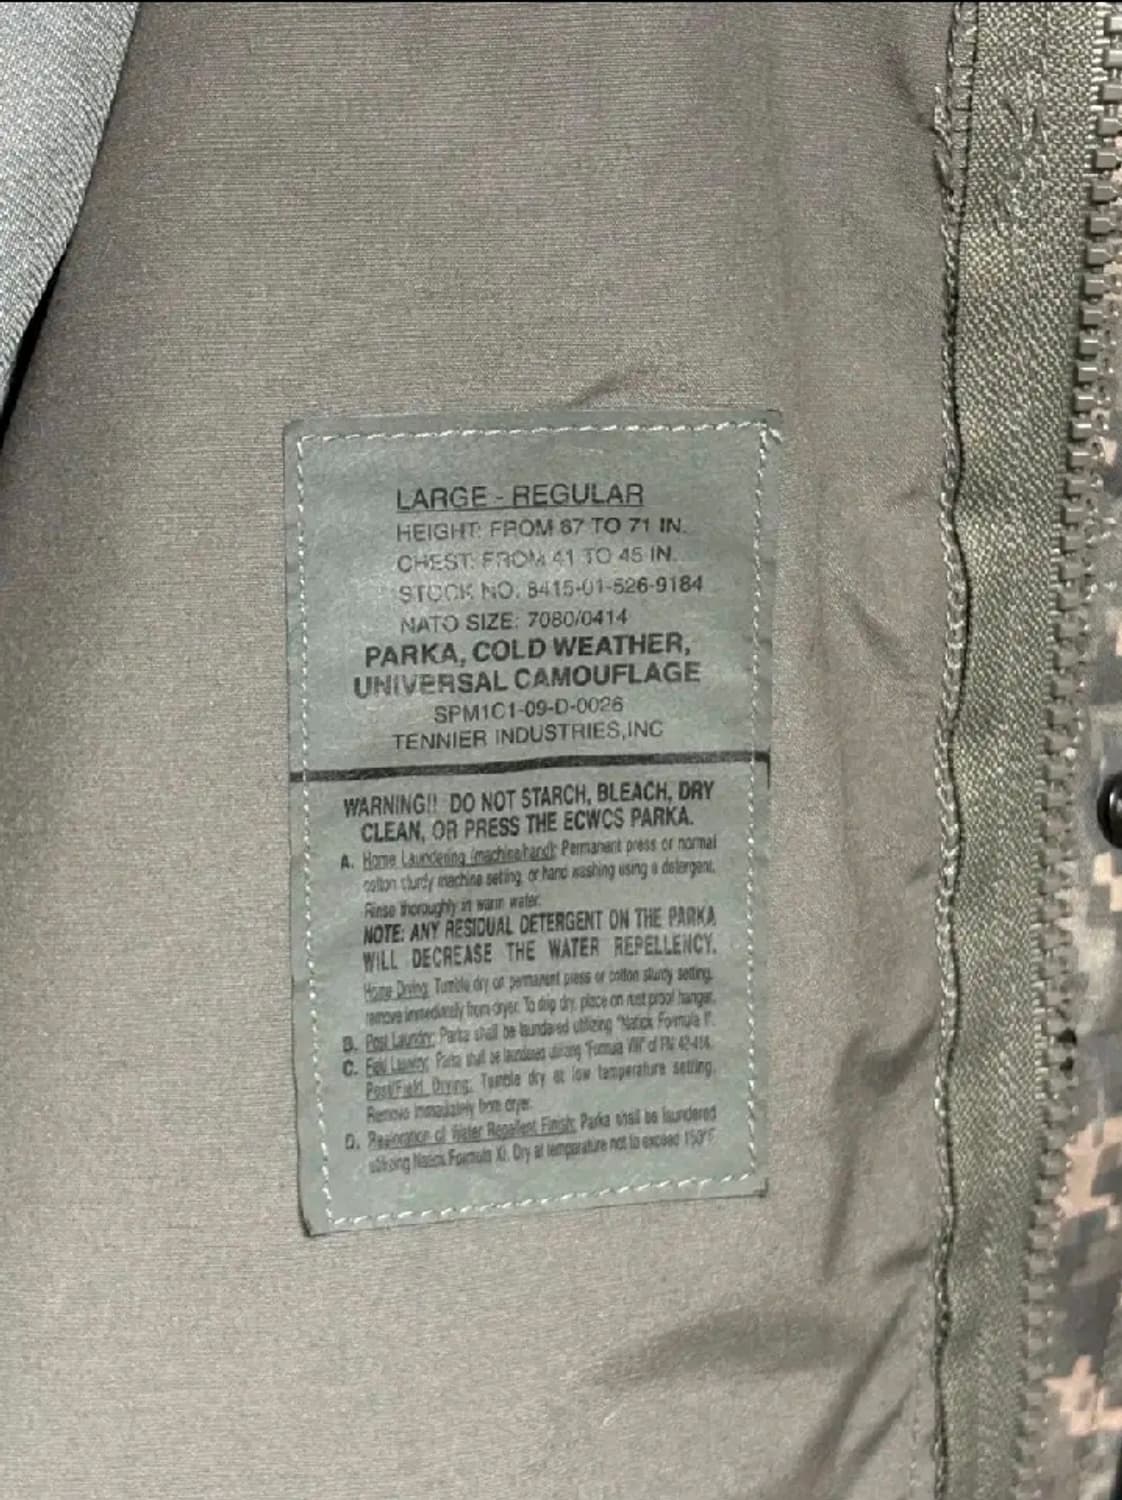 LARGE - REGULAR
HEIGHT: FROM 67 TO 71 IN.
CHEST: FROM 41 TO 45 IN.
STOCK NO. 8415-01-526-9184
NATO SIZE: 7080/0414
PARKA, COLD WEATHER,
UNIVERSAL CAMOUFLAGE
SPM1C1-09-D-0026
TENNIER INDUSTRIES,INC
WARNING!! DO NOT STARCH, BLEACH, DRY
CLEAN, OR PRESS THE ECWCS PARKA.
A. Home Laundering (machine/hand): Permanent press or normal
cotton sturdy machine setting, or hand washing using a detergent.
Rinse thoroughly in warm water.
NOTE: ANY RESIDUAL DETERGENT ON THE PARKA
WILL DECREASE THE WATER REPELLENCY.
Home Drying: Tumble dry on permanent press or cotton sturdy setting,
remove immediately from dryer. To drip dry, place on rust proof hanger.
B. Post Laundry: Parka shall be laundered utilizing "Natick Formula I".
C. Field Laundry: Parka shall be laundered utilizing "Formula VIII" of FM 42-414.
Post/Field Drying: Tumble dry at low temperature setting.
Remove immediately from dryer.
D. Restoration of Water Repellent Finish: Parka shall be laundered
utilizing Natick Formula XI. Dry at temperature not to exceed 150°F